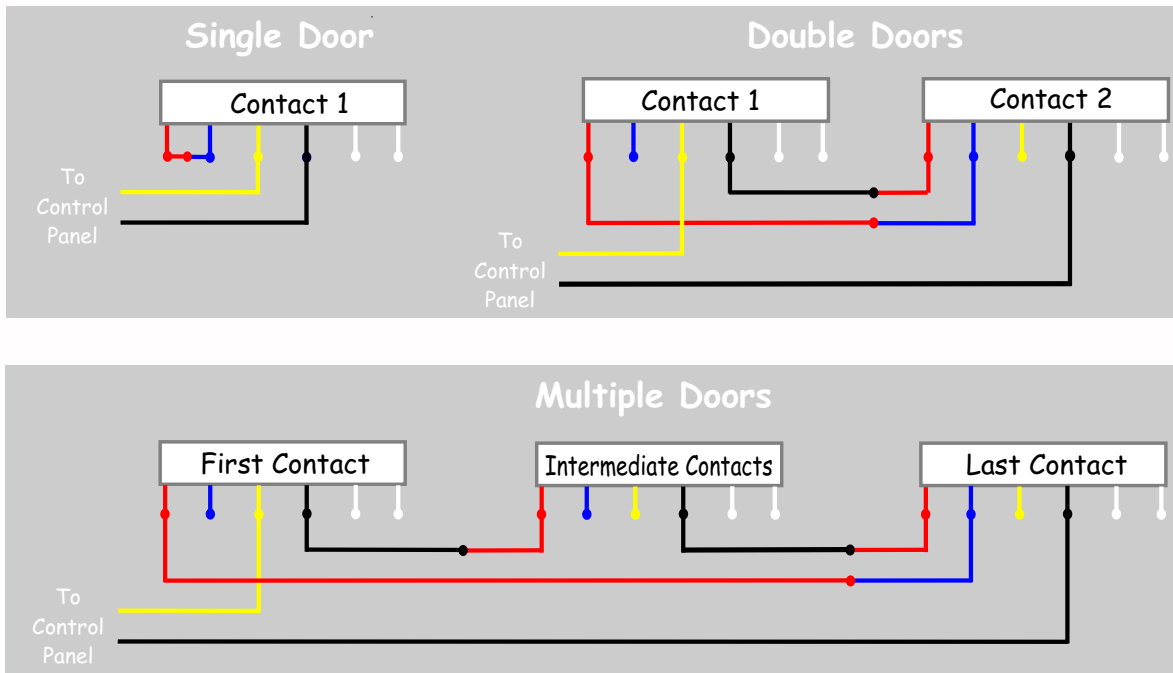 Single Door
Contact 1
To
Control
Panel
Double Doors
Contact 1
Contact 2
To
Control
Panel
Multiple Doors
First Contact
Intermediate Contacts
Last Contact
To
Control
Panel